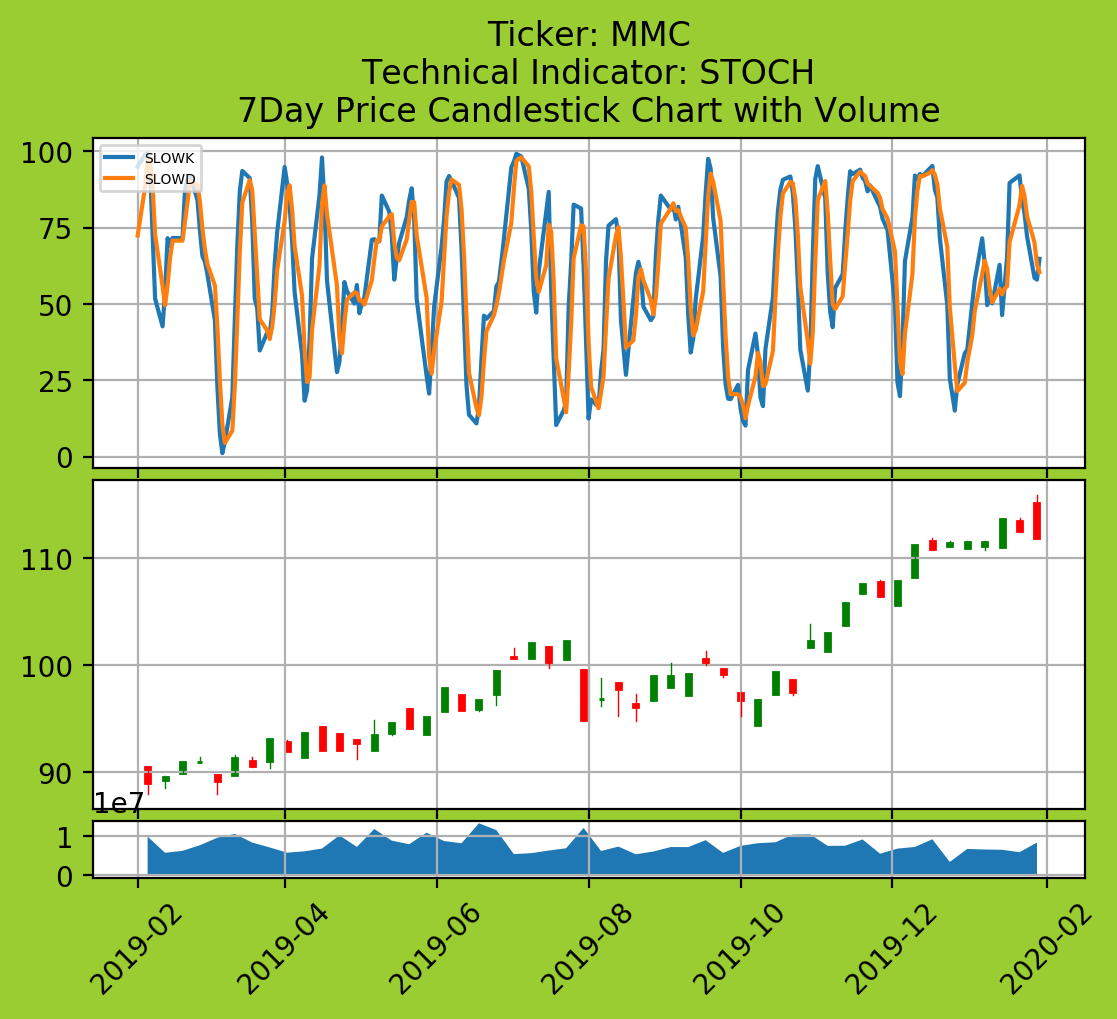 Ticker: MMC
Technical Indicator: STOCH
7Day Price Candlestick Chart with Volume
100
75
50
25
0
SLOWK
SLOWD
110
100
90
1e7
1
0
2019-02
2019-04
2019-06
2019-08
2019-10
2019-12
2020-02